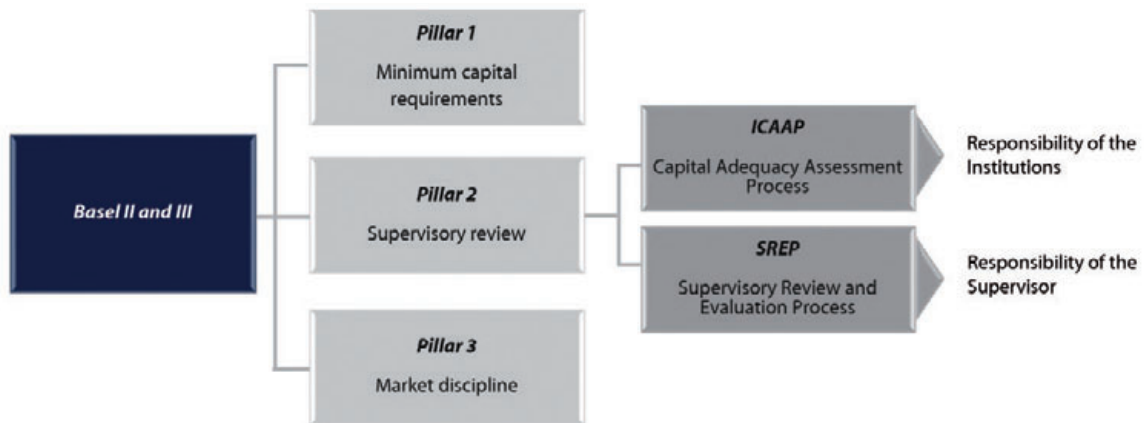 Basel II and III
Pillar 1
Minimum capital
requirements
Pillar 2
Supervisory review
Pillar 3
Market discipline
ICAAP
Capital Adequacy Assessment
Process
Responsibility of the
Institutions
SREP
Supervisory Review and
Evaluation Process
Responsibility of the
Supervisor